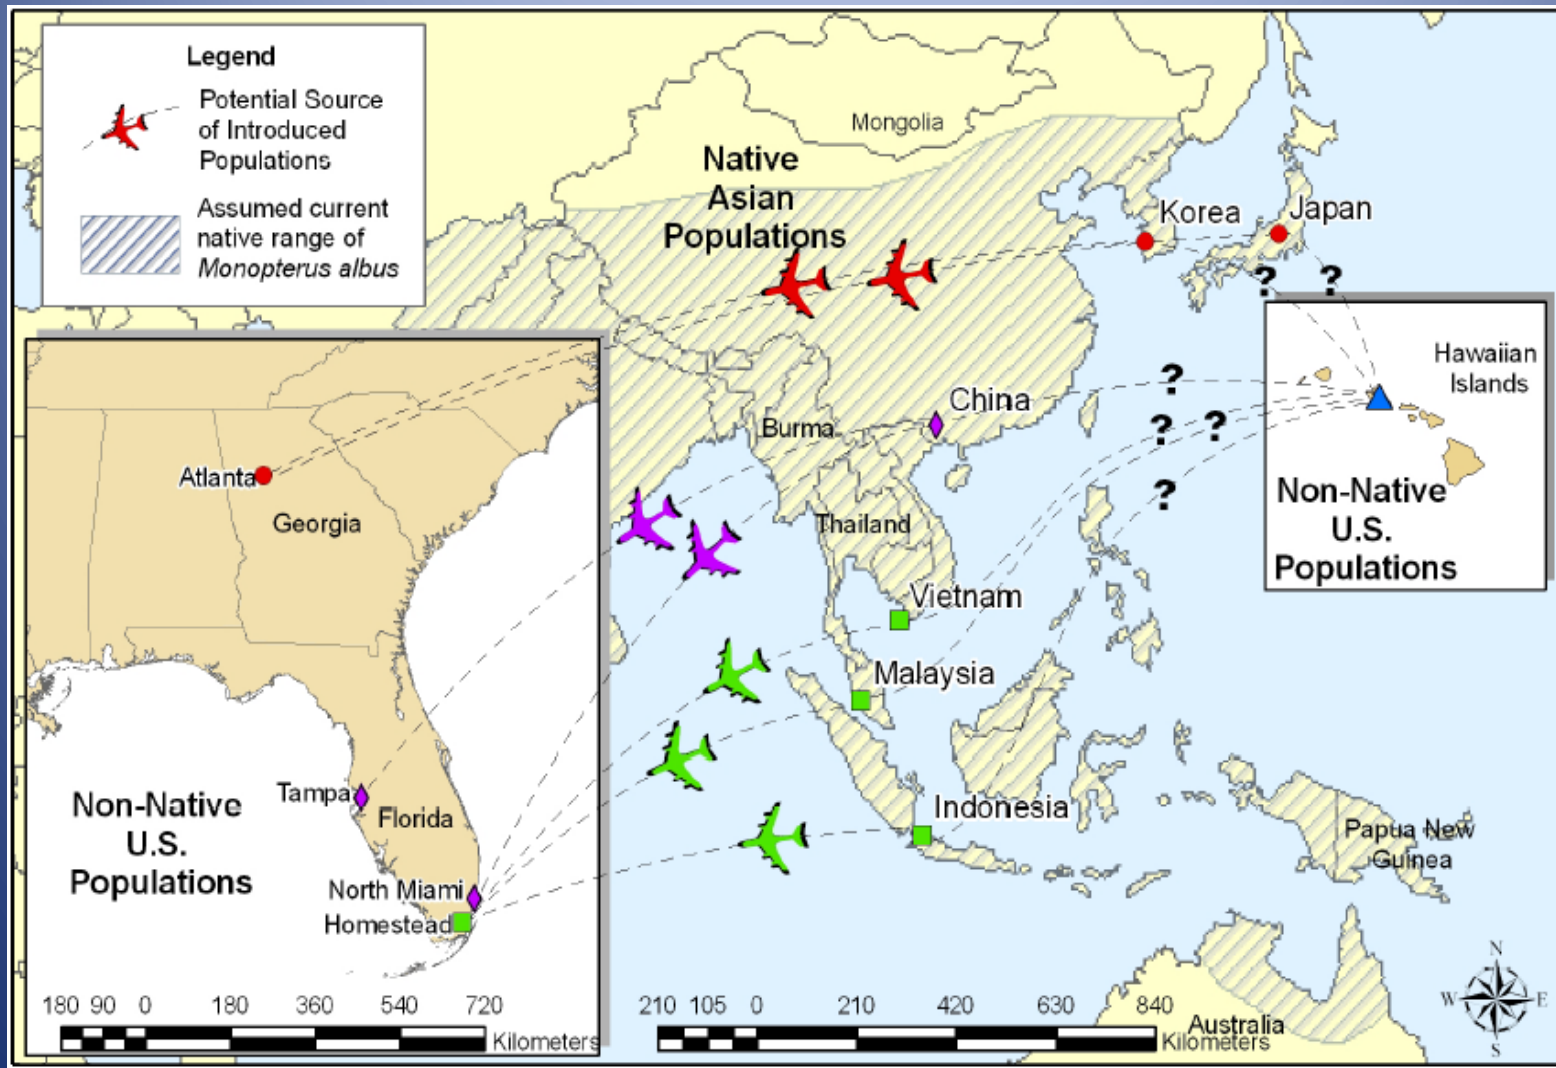 Legend
Potential Source
of Introduced
Populations
Assumed current
native range of
Monopterus albus
Mongolia
Native
Asian
Populations
Korea
Japan
?
?
Hawaiian
Islands
?
?
?
?
Non-Native
U.S.
Populations
China
Burma
Thailand
Vietnam
Malaysia
Indonesia
Papua New
Guinea
Australia
Atlanta
Georgia
Tampa
Florida
North Miami
Homestead
Non-Native
U.S.
Populations
180 90 0 180 360 540 720
Kilometers
210 105 0 210 420 630 840
Kilometers
N
W
E
S